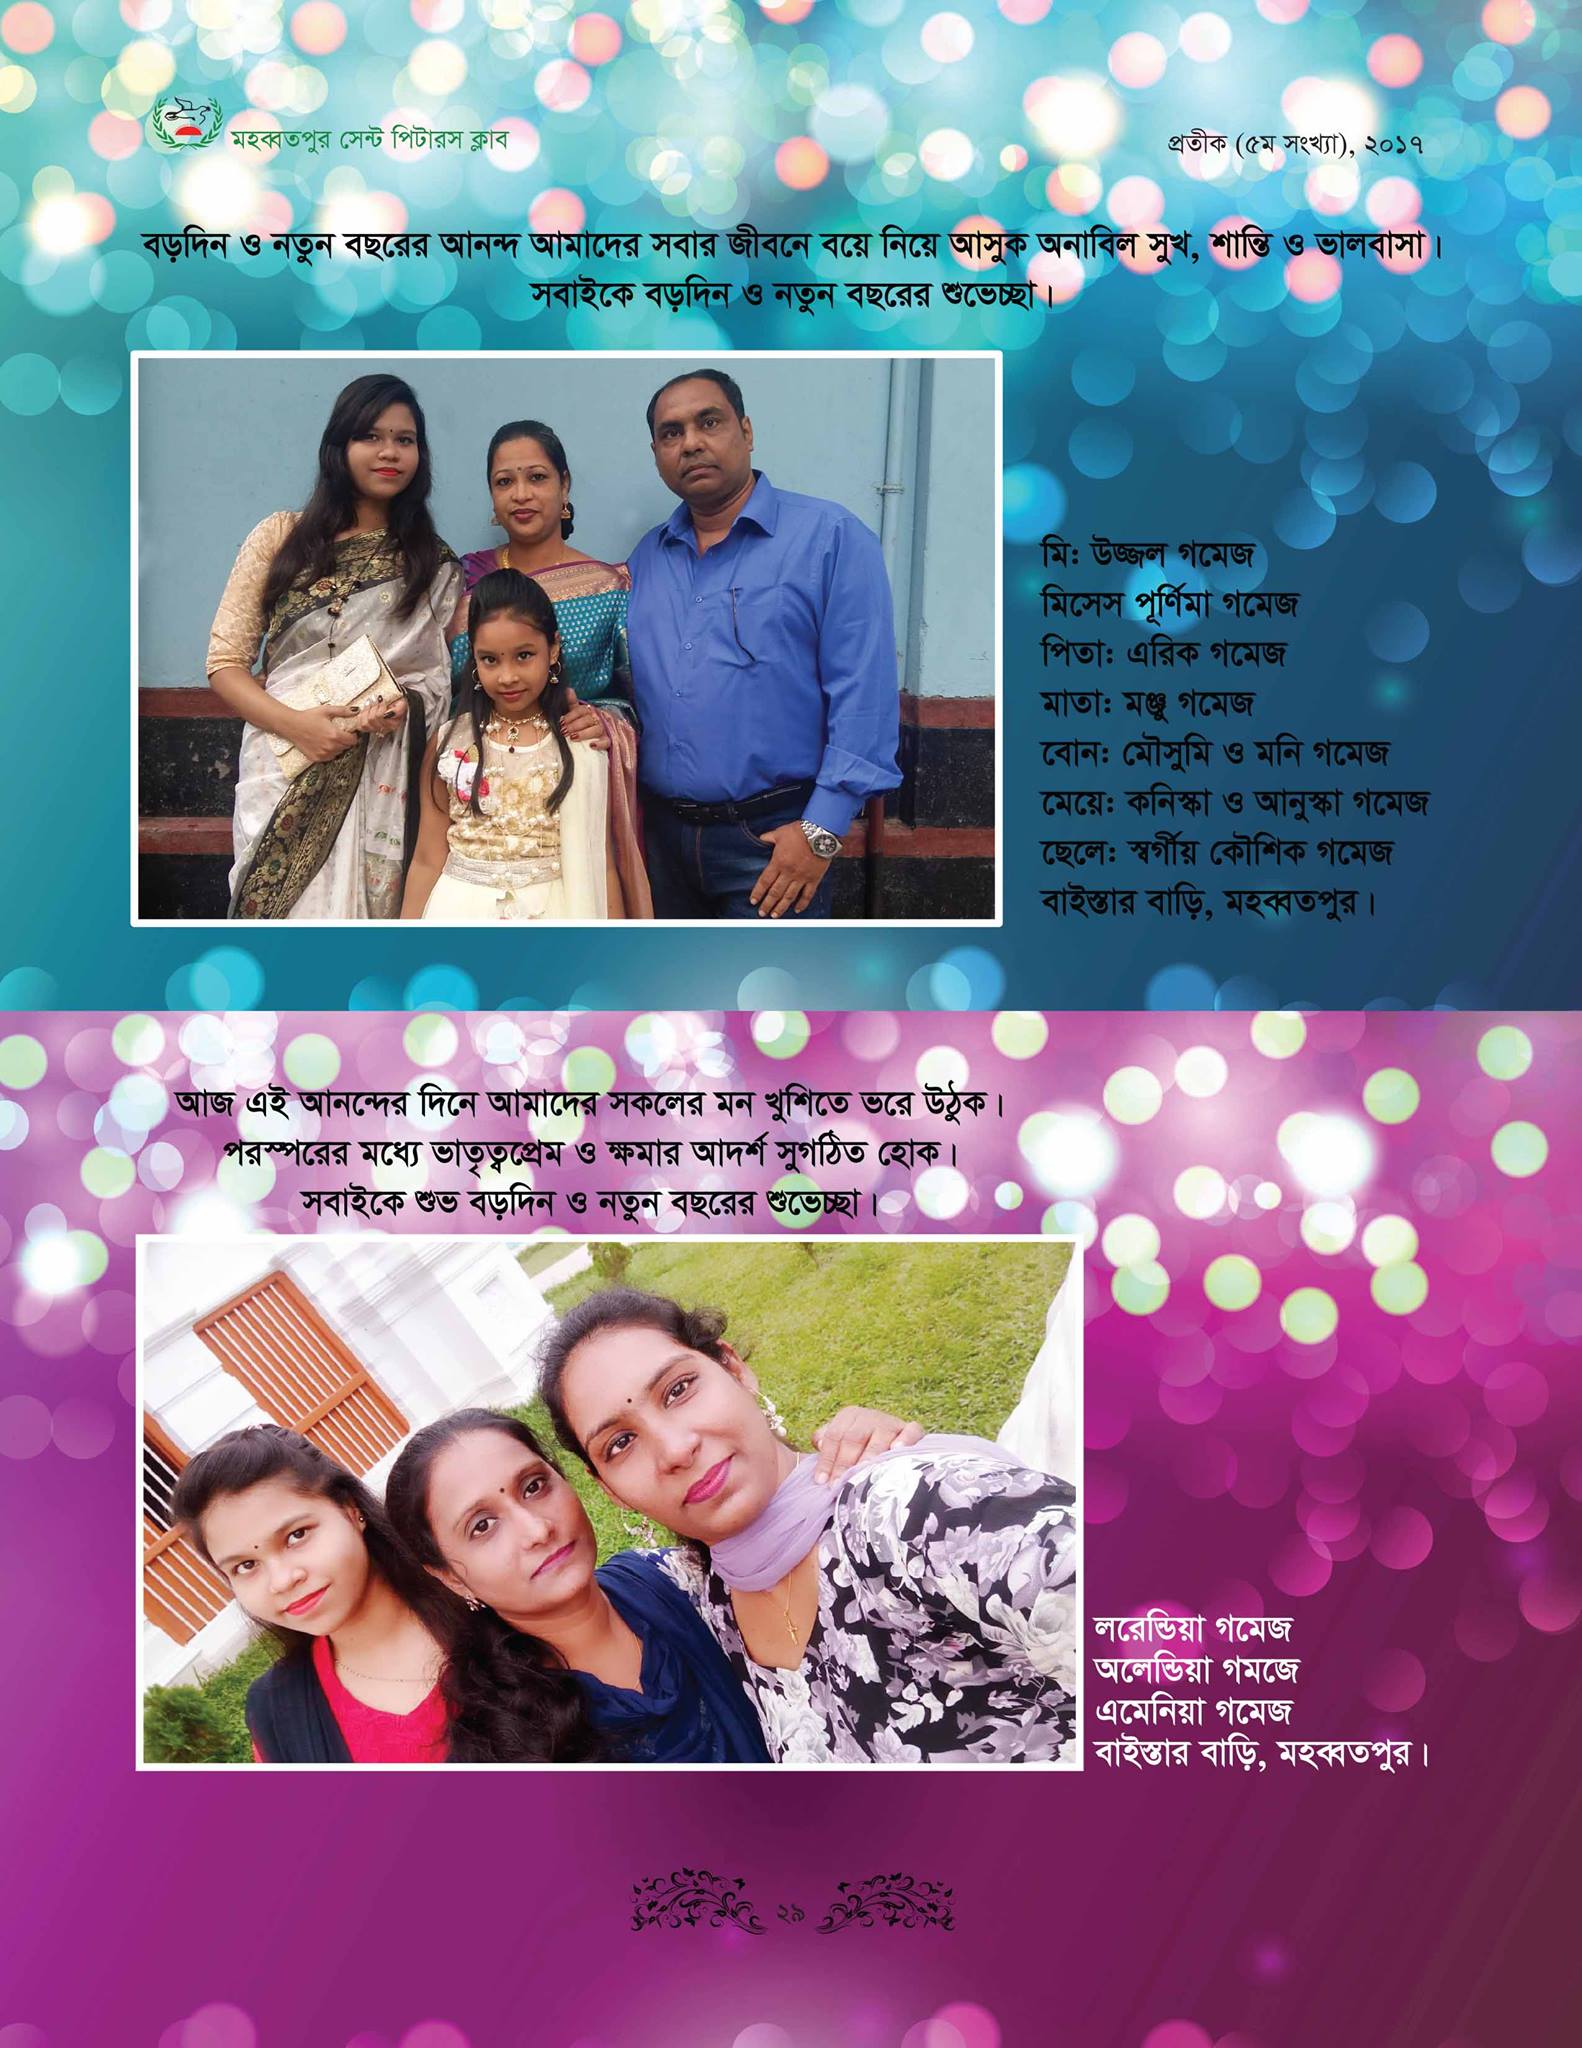 মহব্বতপুর সেন্ট পিটারস ক্লাব
প্রতীক (৫ম সংখ্যা), ২০১৭
বড়দিন ও নতুন বছরের আনন্দ আমাদের সবার জীবনে বয়ে নিয়ে আসুক অনাবিল সুখ, শান্তি ও ভালবাসা।
সবাইকে বড়দিন ও নতুন বছরের শুভেচ্ছা।
মি: উজ্জল গমেজ
মিসেস পূর্ণিমা গমেজ
পিতা: এরিক গমেজ
মাতা: মঞ্জু গমেজ
বোন: মৌসুমি ও মনি গমেজ
মেয়ে: কনিস্কা ও আনুস্কা গমেজ
ছেলে: স্বর্গীয় কৌশিক গমেজ
বাইস্তার বাড়ি, মহব্বতপুর।
আজ এই আনন্দের দিনে আমাদের সকলের মন খুশিতে ভরে উঠুক।
পরস্পরের মধ্যে ভাতৃত্বপ্রেম ও ক্ষমার আদর্শ সুগঠিত হোক।
সবাইকে শুভ বড়দিন ও নতুন বছরের শুভেচ্ছা।
লরেন্ডিয়া গমেজ
অলেন্ডিয়া গমজে
এমেনিয়া গমেজ
বাইস্তার বাড়ি, মহব্বতপুর।
২৯